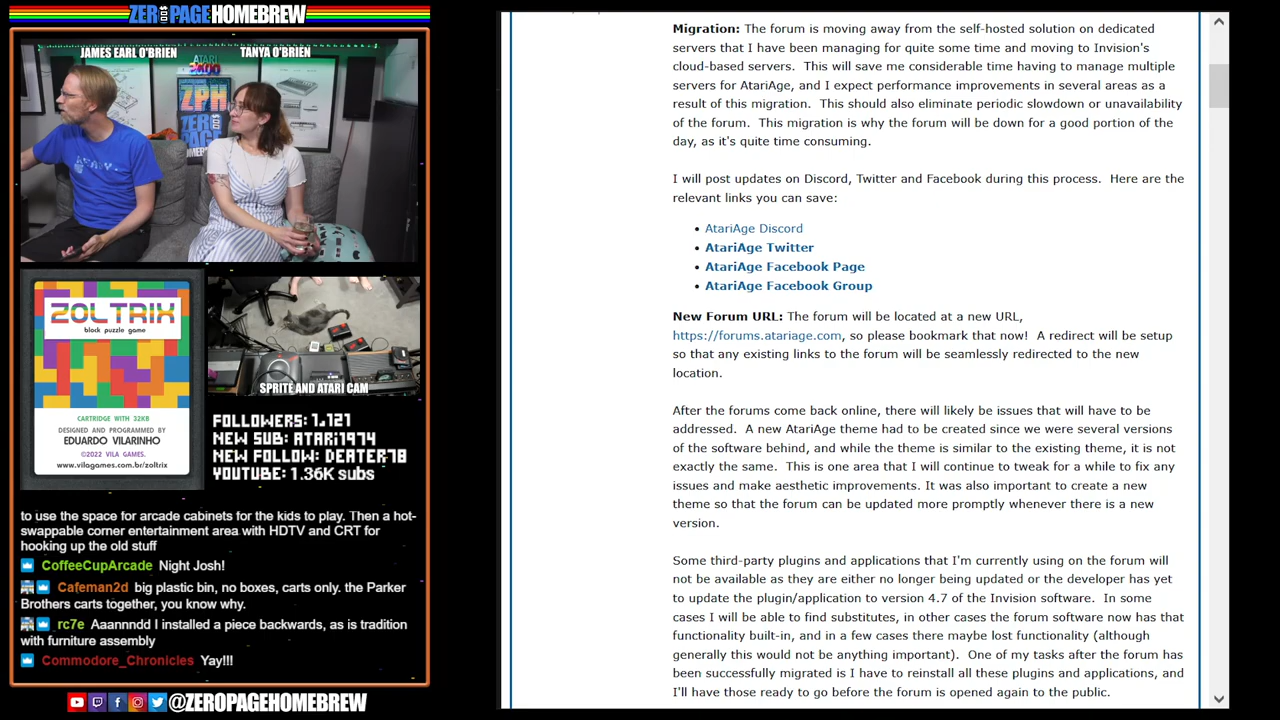 ZERO PAGE HOMEBREW
JAMES EARL O'BRIEN
TANYA O'BRIEN
ATARI
2600
ZPH
ZERO
PAGE
ZOLTRIX
block puzzle game
CARTRIDGE WITH 32KB
DESIGNED AND PROGRAMMED BY
EDUARDO VILARINHO
©2022 VILA GAMES.
www.vilagames.com.br/zoltrix
SPRITE AND ATARI CAM
FOLLOWERS: 1,121
NEW SUB: ATARI1974
NEW FOLLOW: DEATER78
YOUTUBE: 1.36K SUBS
to use the space for arcade cabinets for the kids to play. Then a hot-
swappable corner entertainment area with HDTV and CRT for
hooking up the old stuff
CoffeeCupArcade Night Josh!
Cafeman2d big plastic bin, no boxes, carts only. the Parker
Brothers carts together, you know why.
rc7e Aaannndd I installed a piece backwards, as is tradition
with furniture assembly
Commodore_Chronicles Yay!!!
@ZEROPAGEHOMEBREW
Migration: The forum is moving away from the self-hosted solution on dedicated
servers that I have been managing for quite some time and moving to Invision's
cloud-based servers. This will save me considerable time having to manage multiple
servers for AtariAge, and I expect performance improvements in several areas as a
result of this migration. This should also eliminate periodic slowdown or unavailability
of the forum. This migration is why the forum will be down for a good portion of the
day, as it's quite time consuming.
I will post updates on Discord, Twitter and Facebook during this process. Here are the
relevant links you can save:
• AtariAge Discord
• AtariAge Twitter
• AtariAge Facebook Page
• AtariAge Facebook Group
New Forum URL: The forum will be located at a new URL,
https://forums.atariage.com, so please bookmark that now! A redirect will be setup
so that any existing links to the forum will be seamlessly redirected to the new
location.
After the forums come back online, there will likely be issues that will have to be
addressed. A new AtariAge theme had to be created since we were several versions
of the software behind, and while the theme is similar to the existing theme, it is not
exactly the same. This is one area that I will continue to tweak for a while to fix any
issues and make aesthetic improvements. It was also important to create a new
theme so that the forum can be updated more promptly whenever there is a new
version.
Some third-party plugins and applications that I'm currently using on the forum will
not be available as they are either no longer being updated or the developer has yet
to update the plugin/application to version 4.7 of the Invision software. In some
cases I will be able to find substitutes, in other cases the forum software now has that
functionality built-in, and in a few cases there maybe lost functionality (although
generally this would not be anything important). One of my tasks after the forum has
been successfully migrated is I have to reinstall all these plugins and applications, and
I'll have those ready to go before the forum is opened again to the public.